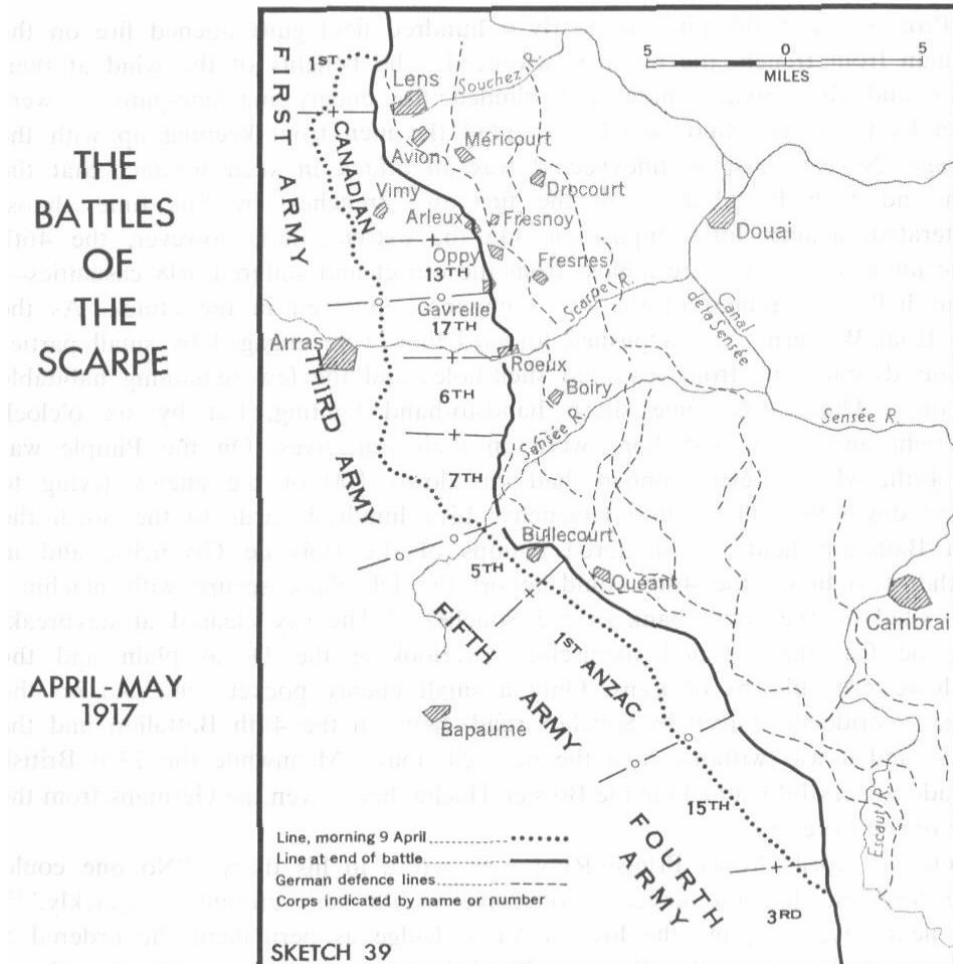 THE
BATTLES
OF
THE
SCARPE
APRIL-MAY
1917
FIRST ARMY
1ST
CANADIAN
Lens
Souchez R.
5 0 5
MILES
Avion
Méricourt
Vimy
Drocourt
Arleux
Fresnoy
Douai
Oppy
13TH
Fresnes
Gavrelle
Scarpe R.
17TH
Canal
de la Sensée
Arras
Roeux
THIRD ARMY
6TH
Boiry
Sensée R.
Sensée R.
7TH
Bullecourt
5TH
Quéant
Cambrai
FIFTH ARMY
1ST ANZAC
Bapaume
15TH
Escaut R.
FOURTH
ARMY
3RD
Line, morning 9 April
Line at end of battle
German defence lines
Corps indicated by name or number
SKETCH 39